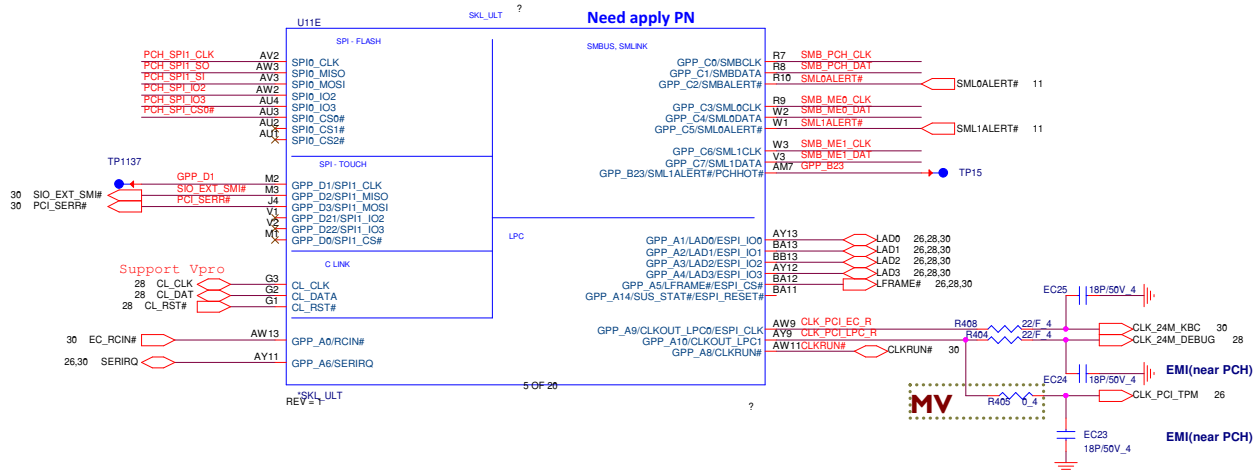 SKL_ULT
?
Need apply PN
U11E
SPI - FLASH
SMBUS, SMLINK
PCH_SPI1_CLK AV2 SPI0_CLK
PCH_SPI1_SO AW3 SPI0_MISO
PCH_SPI1_SI AV3 SPI0_MOSI
PCH_SPI1_IO2 AW2 SPI0_IO2
PCH_SPI1_IO3 AU4 SPI0_IO3
PCH_SPI_CS0# AU3 SPI0_CS0#
AU2 SPI0_CS1#
AU1 SPI0_CS2#
GPP_C0/SMBCLK R7 SMB_PCH_CLK
GPP_C1/SMBDATA R8 SMB_PCH_DAT
GPP_C2/SMBALERT# R10 SML0ALERT# SML0ALERT# 11
GPP_C3/SML0CLK R9 SMB_ME0_CLK
GPP_C4/SML0DATA W2 SMB_ME0_DAT
GPP_C5/SML0ALERT# W1 SML1ALERT# SML1ALERT# 11
GPP_C6/SML1CLK W3 SMB_ME1_CLK
GPP_C7/SML1DATA V3 SMB_ME1_DAT
GPP_B23/SML1ALERT#/PCHHOT# AM7 GPP_B23 TP15
SPI - TOUCH
TP1137 GPP_D1 M2 GPP_D1/SPI1_CLK
30 SIO_EXT_SMI# SIO_EXT_SMI# M3 GPP_D2/SPI1_MISO
30 PCI_SERR# PCI_SERR# J4 GPP_D3/SPI1_MOSI
V1 GPP_D21/SPI1_IO2
V2 GPP_D22/SPI1_IO3
M1 GPP_D0/SPI1_CS#
LPC
GPP_A1/LAD0/ESPI_IO0 AY13 LAD0 26,28,30
GPP_A2/LAD1/ESPI_IO1 BA13 LAD1 26,28,30
GPP_A3/LAD2/ESPI_IO2 BB13 LAD2 26,28,30
GPP_A4/LAD3/ESPI_IO3 AY12 LAD3 26,28,30
GPP_A5/LFRAME#/ESPI_CS# BA12 LFRAME# 26,28,30
GPP_A14/SUS_STAT#/ESPI_RESET# BA11
C LINK
Support Vpro
28 CL_CLK G3 CL_CLK
28 CL_DAT G2 CL_DATA
28 CL_RST# G1 CL_RST#
30 EC_RCIN# AW13 GPP_A0/RCIN#
26,30 SERIRQ AY11 GPP_A6/SERIRQ
GPP_A9/CLKOUT_LPC0/ESPI_CLK AW9 CLK_PCI_EC_R
GPP_A10/CLKOUT_LPC1 AY9 CLK_PCI_LPC_R
GPP_A8/CLKRUN# AW11 CLKRUN# CLKRUN# 30
EC25 18P/50V_4
R408 22/F_4 CLK_24M_KBC 30
R404 22/F_4 CLK_24M_DEBUG 28
EC24 18P/50V_4
EMI(near PCH)
MV
R405 0_4 CLK_PCI_TPM 26
EC23
18P/50V_4
EMI(near PCH)
5 OF 20
*SKL_ULT
REV = 1
?